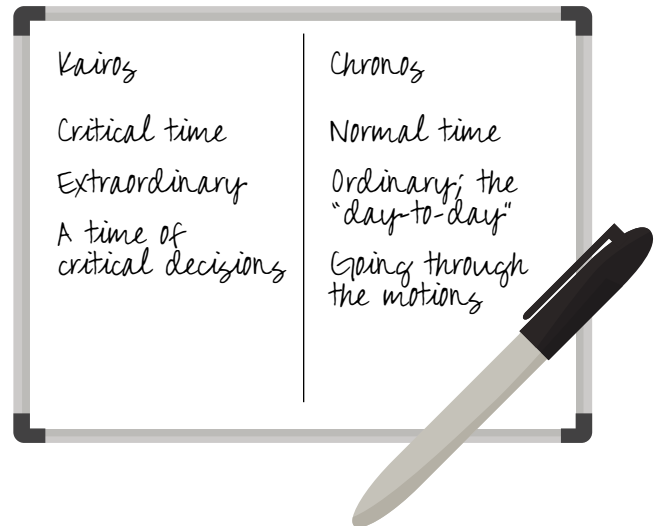 Kairos
Critical time
Extraordinary
A time of
critical decisions
Chronos
Normal time
Ordinary; the
"day-to-day"
Going through
the motions